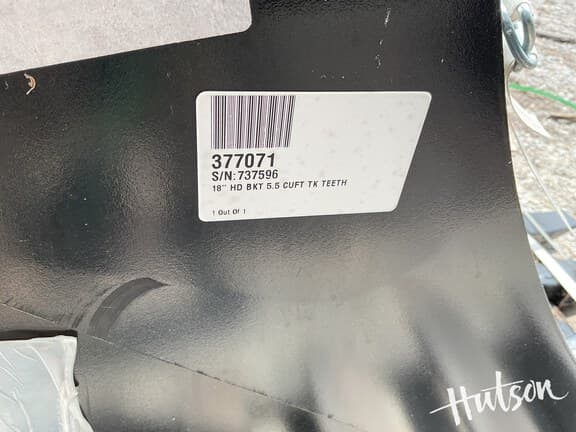 377071
S/N:737596
18" HD BKT 5.5 CUFT TK TEETH
1 Out Of 1
Hutson